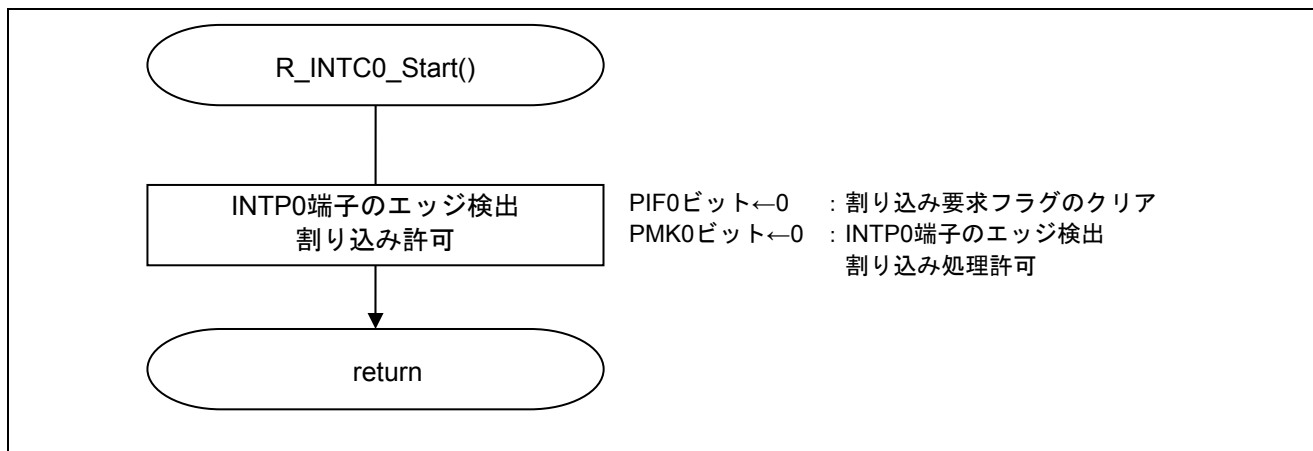 R_INTC0_Start()
INTP0端子のエッジ検出
割り込み許可
PIF0ビット←0 ：割り込み要求フラグのクリア
PMK0ビット←0 ：INTP0端子のエッジ検出
割り込み処理許可
return